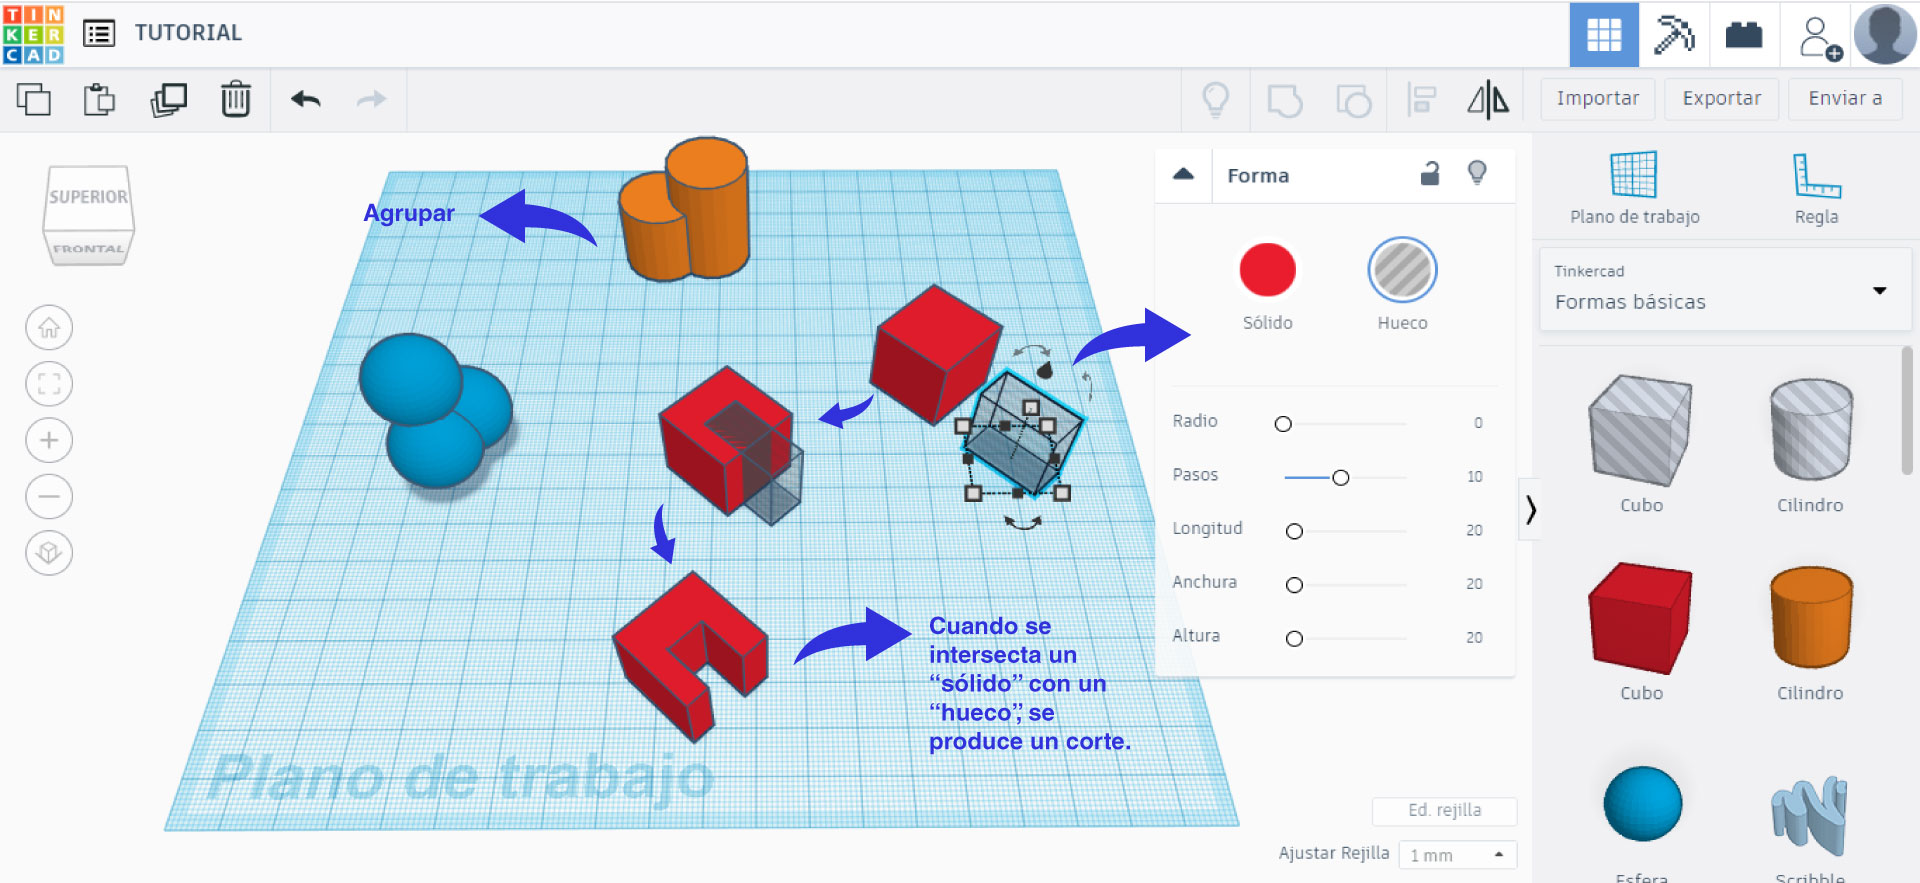 TIN
KER
CAD
TUTORIAL
Importar
Exportar
Enviar a
SUPERIOR
FRONTAL
Agrupar
Forma
Sólido
Hueco
Radio
0
Pasos
10
Longitud
20
Anchura
20
Altura
20
Plano de trabajo
Regla
Tinkercad
Formas básicas
Cubo
Cilindro
Cubo
Cilindro
Esfera
Scribble
Cuando se
intersecta un
“sólido” con un
“hueco”, se
produce un corte.
Plano de trabajo
Ed. rejilla
Ajustar Rejilla
1 mm